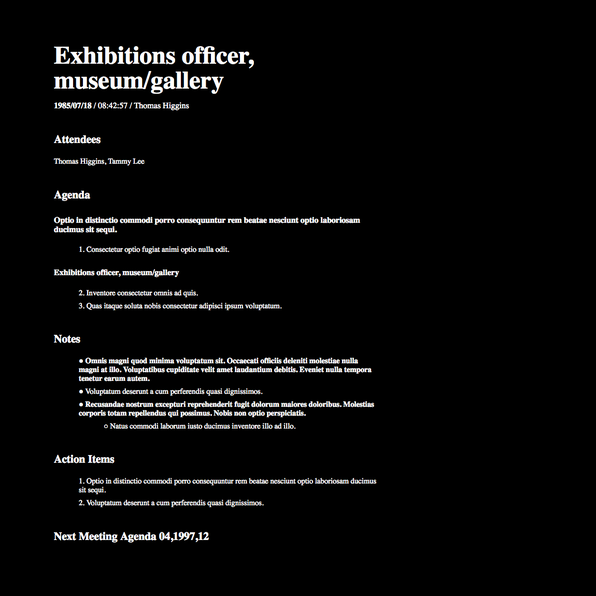 Exhibitions officer,
museum/gallery
1985/07/18 / 08:42:57 / Thomas Higgins
Attendees
Thomas Higgins, Tammy Lee
Agenda
Optio in distinctio commodi porro consequuntur rem beatae nesciunt optio laboriosam
ducimus sit sequi.
1. Consectetur optio fugiat animi optio nulla odit.
Exhibitions officer, museum/gallery
2. Inventore consectetur omnis ad quis.
3. Quas itaque soluta nobis consectetur adipisci ipsum voluptatum.
Notes
● Omnis magni quod minima voluptatum sit. Occaecati officiis deleniti molestiae nulla
magni at illo. Voluptatibus cupiditate velit amet laudantium debitis. Eveniet nulla tempora
tenetur earum autem.
● Voluptatum deserunt a cum perferendis quasi dignissimos.
● Recusandae nostrum excepturi reprehenderit fugit dolorum maiores doloribus. Molestias
corporis totam repellendus qui possimus. Nobis non optio perspiciatis.
○ Natus commodi laborum iusto ducimus inventore illo ad illo.
Action Items
1. Optio in distinctio commodi porro consequuntur rem beatae nesciunt optio laboriosam ducimus
sit sequi.
2. Voluptatum deserunt a cum perferendis quasi dignissimos.
Next Meeting Agenda 04,1997,12